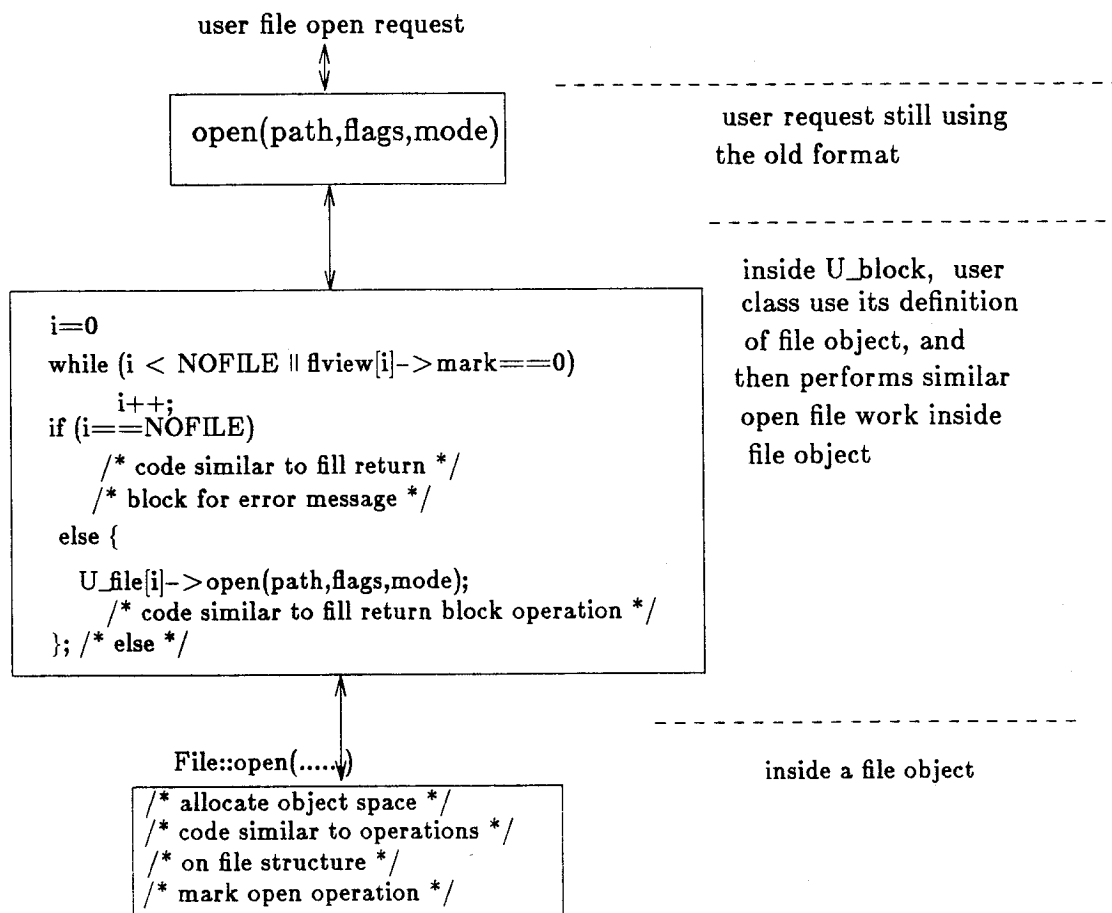 user file open request
open(path,flags,mode)
user request still using
the old format
inside U_block, user
class use its definition
of file object, and
then performs similar
open file work inside
file object
i=0
while (i < NOFILE || flview[i]->mark==0)
i++;
if (i==NOFILE)
/* code similar to fill return */
/* block for error message */
else {
U_file[i]->open(path,flags,mode);
/* code similar to fill return block operation */
}; /* else */
File::open(.....)
inside a file object
/* allocate object space */
/* code similar to operations */
/* on file structure */
/* mark open operation */